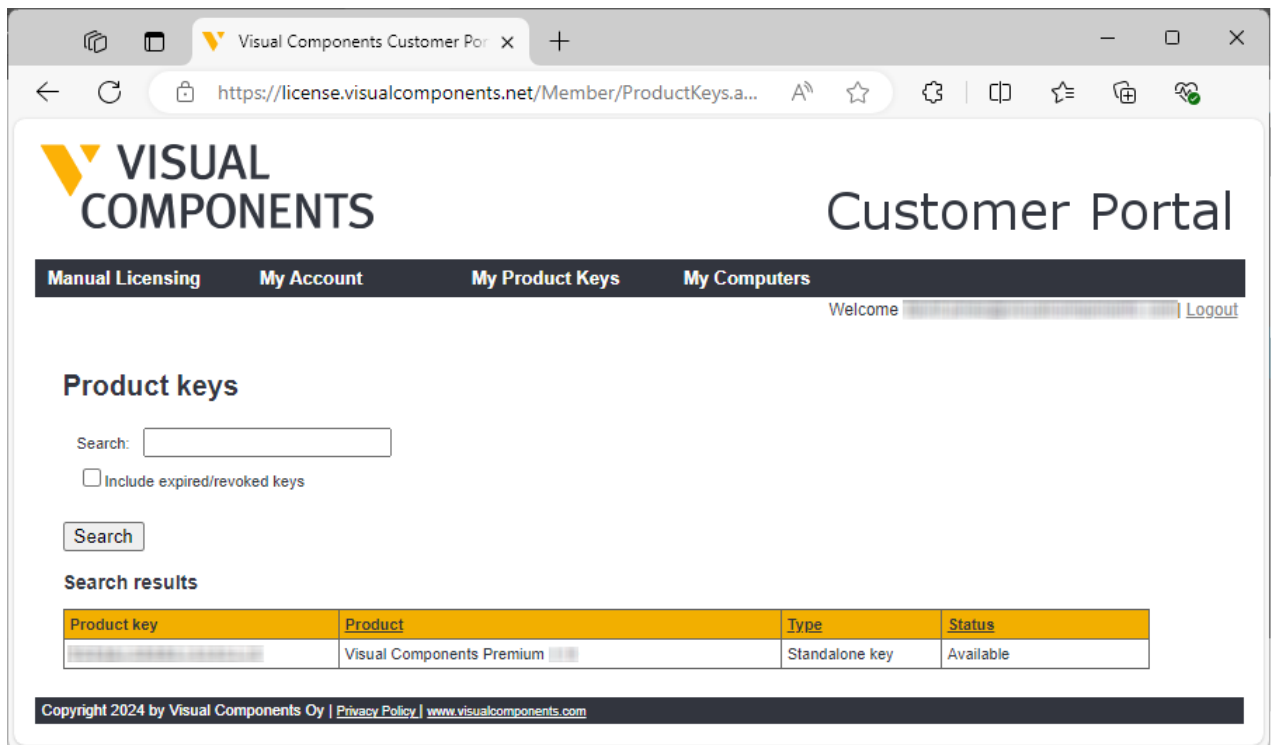 Visual Components Customer Por
https://license.visualcomponents.net/Member/ProductKeys.a...
VISUAL
COMPONENTS
Customer Portal
Manual Licensing My Account My Product Keys My Computers
Welcome | Logout
Product keys
Search:
Include expired/revoked keys
Search
Search results
Product key Product Type Status
Visual Components Premium Standalone key Available
Copyright 2024 by Visual Components Oy | Privacy Policy | www.visualcomponents.com